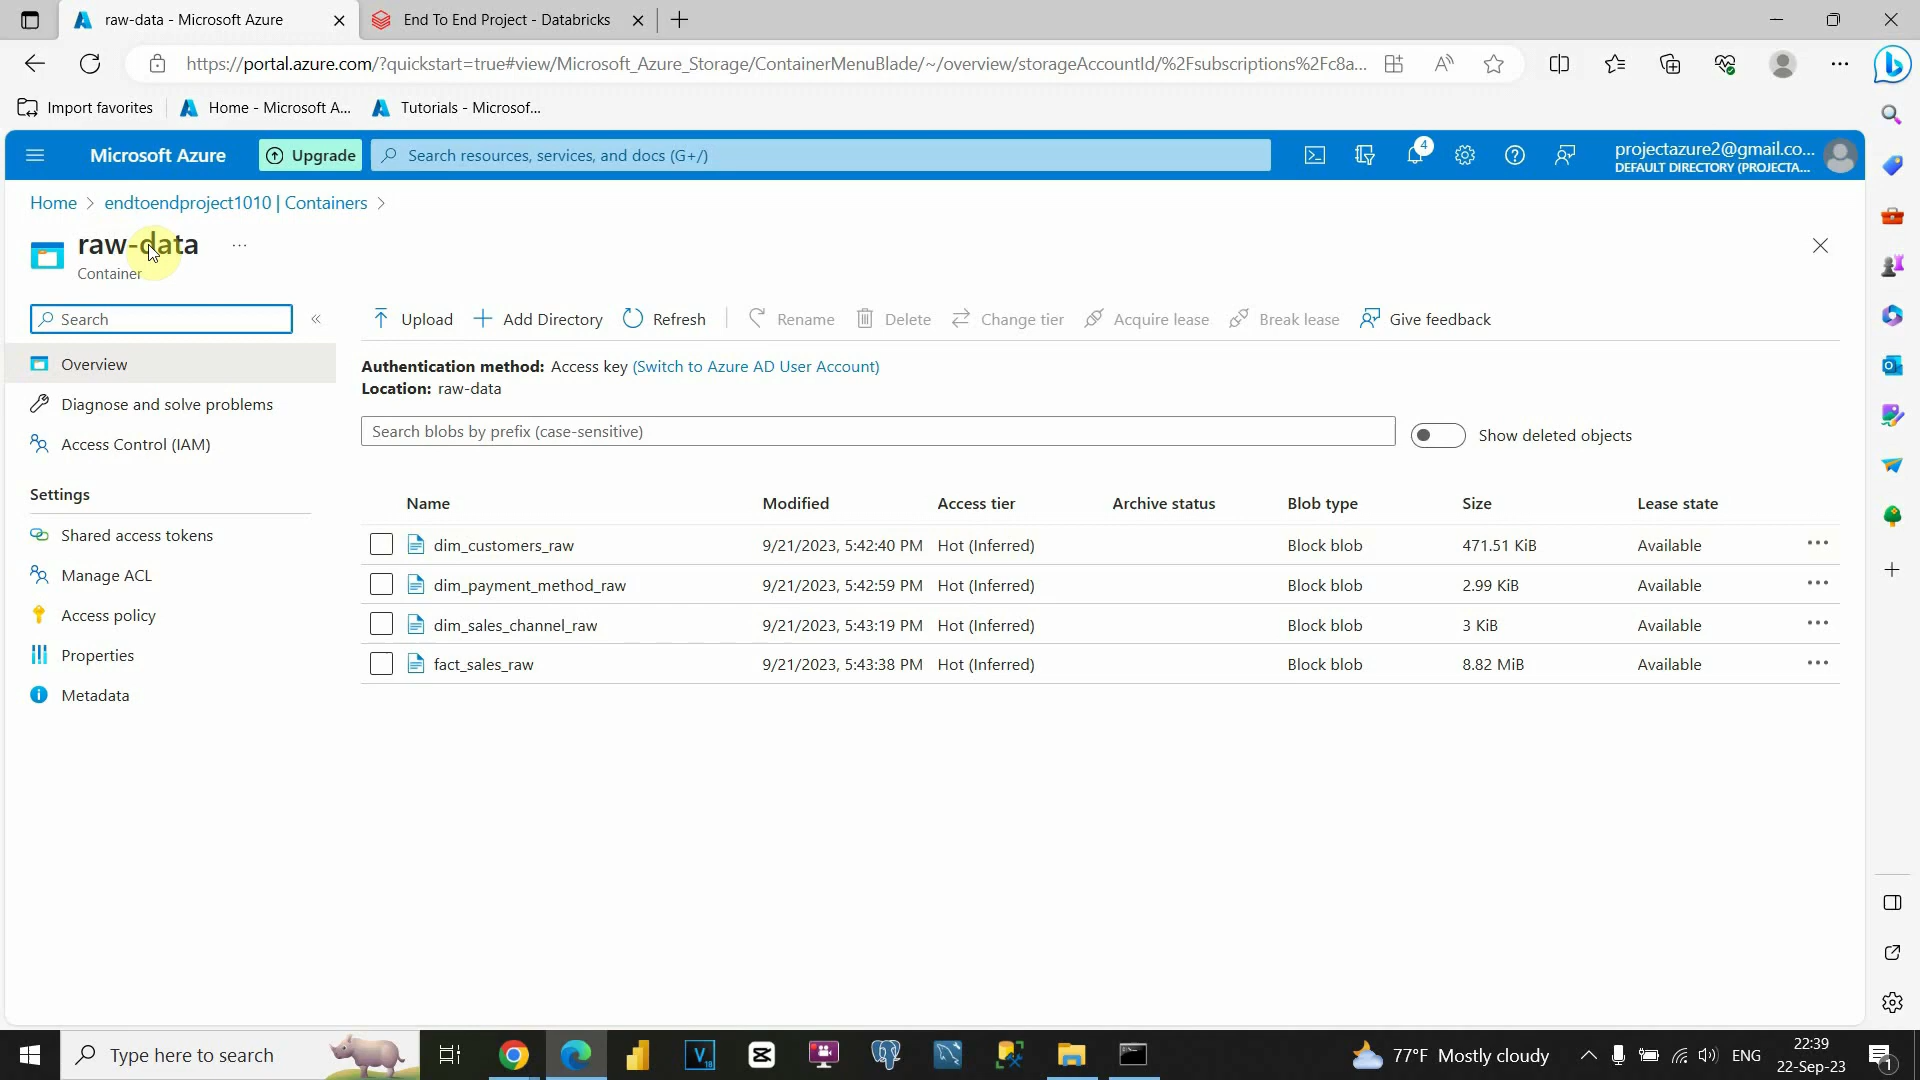 raw-data - Microsoft Azure
End To End Project - Databricks
https://portal.azure.com/?quickstart=true#view/Microsoft_Azure_Storage/ContainerMenuBlade/~/overview/storageAccountId/%2Fsubscriptions%2Fc8a...
Import favorites
Home - Microsoft A...
Tutorials - Microsof...
Microsoft Azure
Upgrade
Search resources, services, and docs (G+/)
4
projectazure2@gmail.co...
DEFAULT DIRECTORY (PROJECTA...
Home > endtoendproject1010 | Containers >
raw-data ...
Container
Search
«
Upload
Add Directory
Refresh
Rename
Delete
Change tier
Acquire lease
Break lease
Give feedback
Overview
Diagnose and solve problems
Access Control (IAM)
Settings
Shared access tokens
Manage ACL
Access policy
Properties
Metadata
Authentication method: Access key (Switch to Azure AD User Account)
Location: raw-data
Search blobs by prefix (case-sensitive)
Show deleted objects
Name Modified Access tier Archive status Blob type Size Lease state
dim_customers_raw 9/21/2023, 5:42:40 PM Hot (Inferred) Block blob 471.51 KiB Available ...
dim_payment_method_raw 9/21/2023, 5:42:59 PM Hot (Inferred) Block blob 2.99 KiB Available ...
dim_sales_channel_raw 9/21/2023, 5:43:19 PM Hot (Inferred) Block blob 3 KiB Available ...
fact_sales_raw 9/21/2023, 5:43:38 PM Hot (Inferred) Block blob 8.82 MiB Available ...
Type here to search
77°F Mostly cloudy
ENG
22:39
22-Sep-23
1